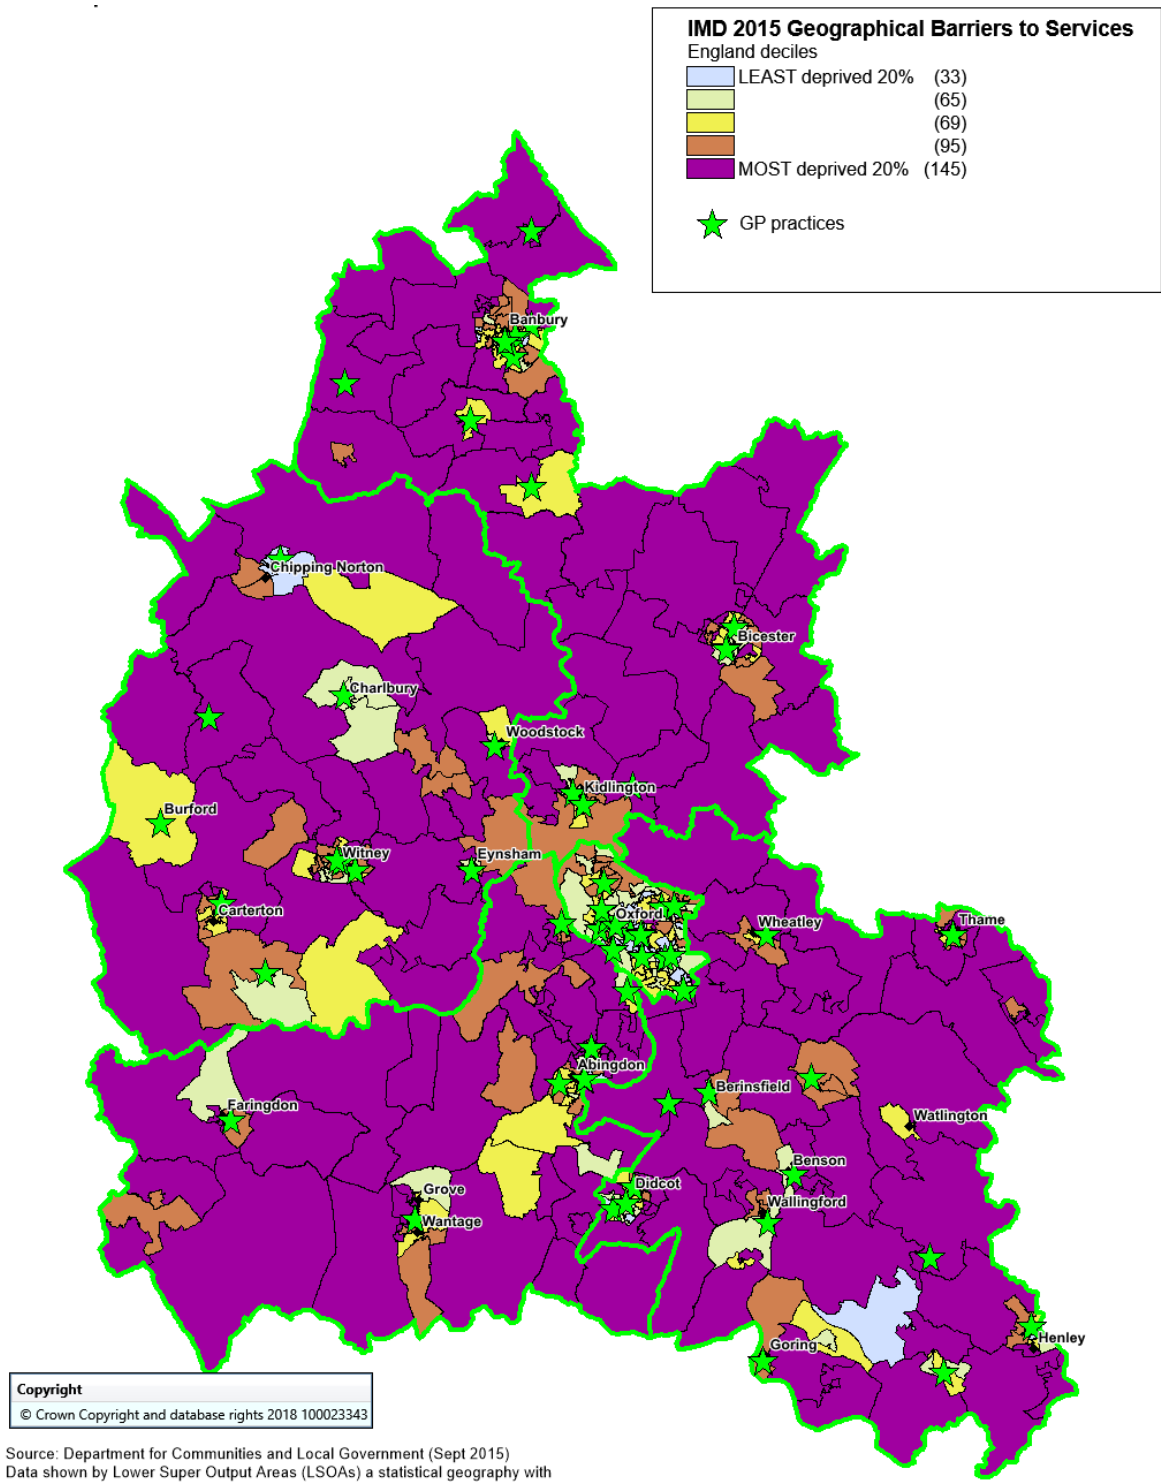 IMD 2015 Geographical Barriers to Services
England deciles
LEAST deprived 20% (33)
(65)
(69)
(95)
MOST deprived 20% (145)
GP practices
Banbury
Chipping Norton
Bicester
Charlbury
Woodstock
Kidlington
Burford
Witney
Eynsham
Carterton
Oxford
Wheatley
Thame
Abingdon
Berinsfield
Faringdon
Watlington
Benson
Didcot
Grove
Wallingford
Wantage
Goring
Henley
Copyright
© Crown Copyright and database rights 2018 100023343
Source: Department for Communities and Local Government (Sept 2015)
Data shown by Lower Super Output Areas (LSOAs) a statistical geography with